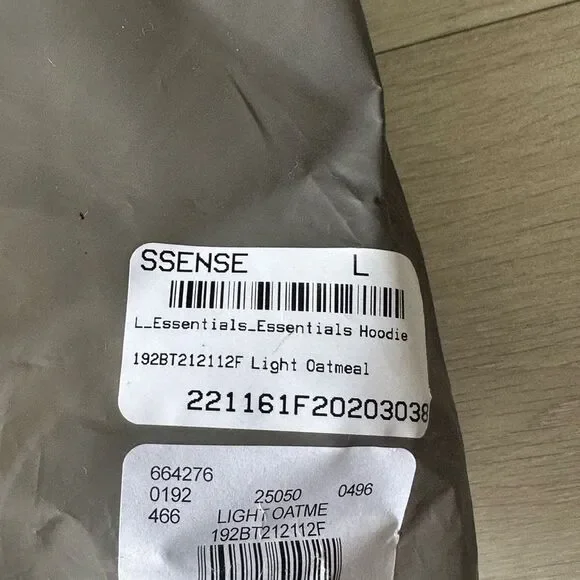 SSENSE L
L_Essentials_Essentials Hoodie
192BT212112F Light Oatmeal
221161F20203038
664276
0192 25050 0496
466 LIGHT OATME
192BT212112F